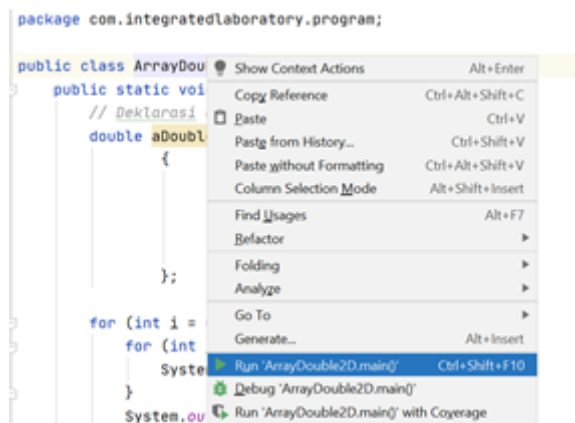 package com.integratedlaboratory.program;
public class ArrayDou
Show Context Actions Alt+Enter
public static voi
Copy Reference Ctrl+Alt+Shift+C
// Deklarasi
Paste Ctrl+V
double aDoubl
Paste from History... Ctrl+Shift+V
{
Paste without Formatting Ctrl+Alt+Shift+V
Column Selection Mode Alt+Shift+Insert
Find Usages Alt+F7
Refactor
Folding
};
Analyze
Go To
for (int i =
Generate... Alt+Insert
for (int
Run 'ArrayDouble2D.main()' Ctrl+Shift+F10
Syste
Debug 'ArrayDouble2D.main()'
}
Run 'ArrayDouble2D.main()' with Coverage
System.ou